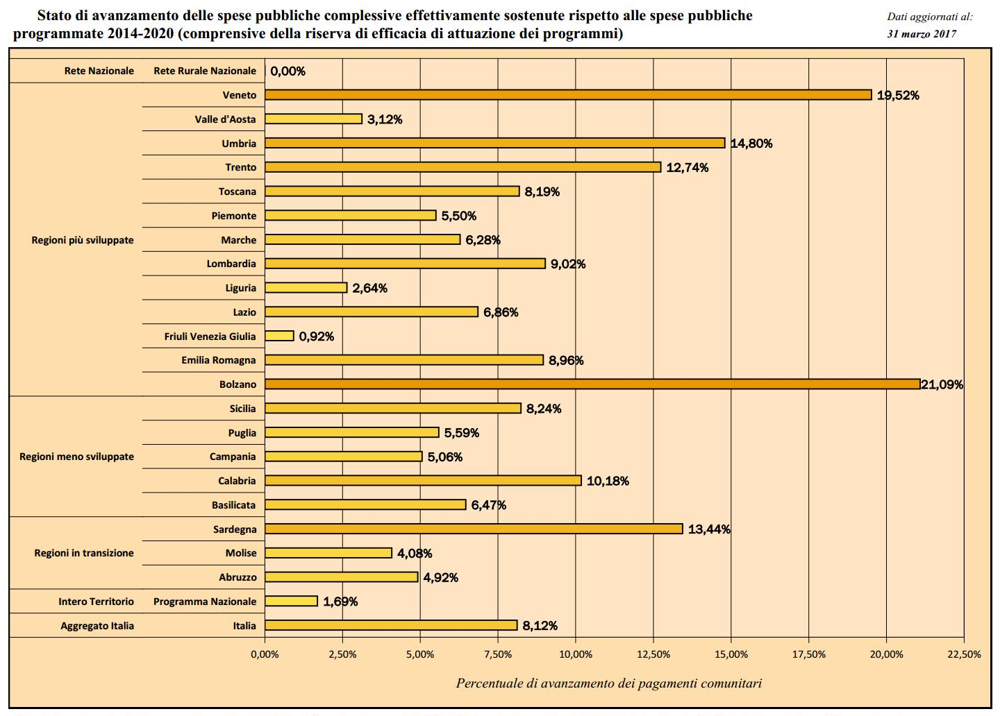 Stato di avanzamento delle spese pubbliche complessive effettivamente sostenute rispetto alle spese pubbliche
programmate 2014-2020 (comprensive della riserva di efficacia di attuazione dei programmi)
Dati aggiornati al:
31 marzo 2017
Rete Nazionale Rete Rurale Nazionale 0,00%
Veneto 19,52%
Valle d'Aosta 3,12%
Umbria 14,80%
Trento 12,74%
Toscana 8,19%
Piemonte 5,50%
Regioni più sviluppate Marche 6,28%
Lombardia 9,02%
Liguria 2,64%
Lazio 6,86%
Friuli Venezia Giulia 0,92%
Emilia Romagna 8,96%
Bolzano 21,09%
Sicilia 8,24%
Puglia 5,59%
Regioni meno sviluppate Campania 5,06%
Calabria 10,18%
Basilicata 6,47%
Sardegna 13,44%
Regioni in transizione Molise 4,08%
Abruzzo 4,92%
Intero Territorio Programma Nazionale 1,69%
Aggregato Italia Italia 8,12%
0,00% 2,50% 5,00% 7,50% 10,00% 12,50% 15,00% 17,50% 20,00% 22,50%
Percentuale di avanzamento dei pagamenti comunitari